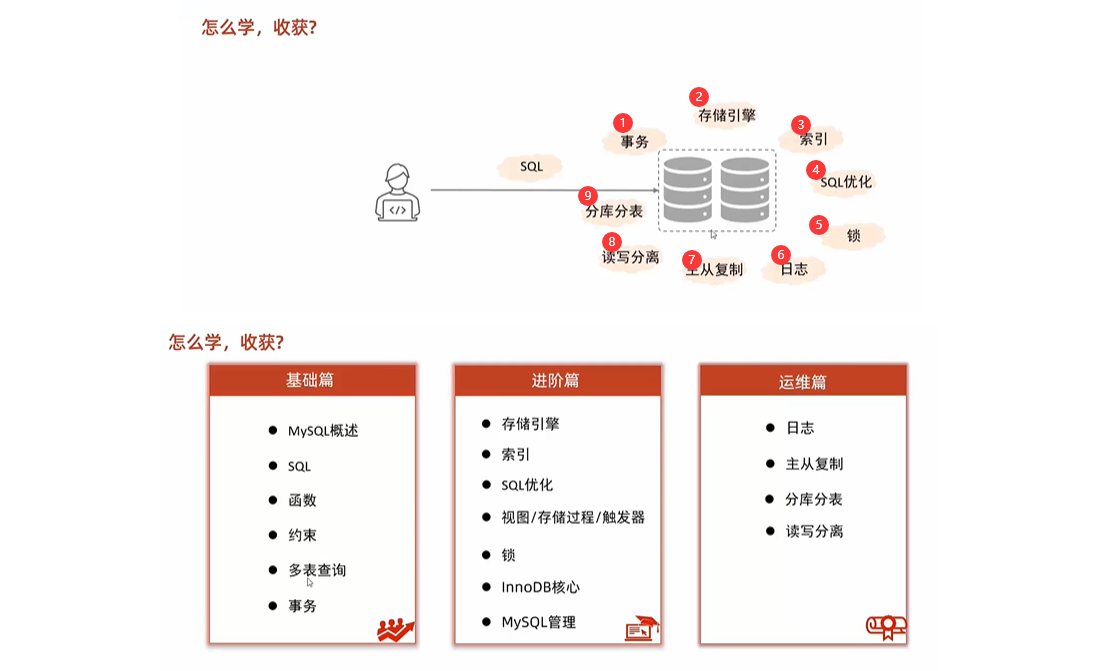 怎么学，收获?
2
存储引擎
1
事务
3
索引
SQL
4
SQL优化
9
分库分表
5
锁
8
读写分离
7
主从复制
6
日志
</>
怎么学，收获?
基础篇
MySQL概述
SQL
函数
约束
多表查询
事务
进阶篇
存储引擎
索引
SQL优化
视图/存储过程/触发器
锁
InnoDB核心
MySQL管理
运维篇
日志
主从复制
分库分表
读写分离